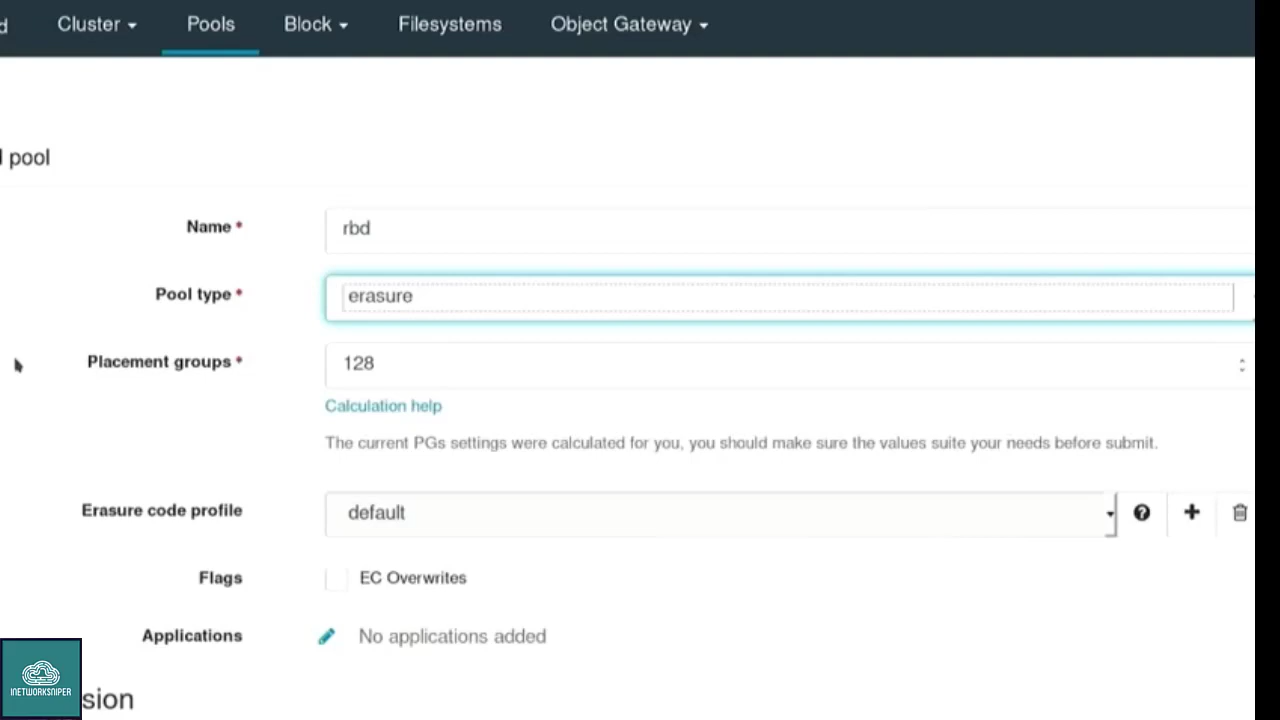 d Cluster Pools Block Filesystems Object Gateway
l pool
Name * rbd
Pool type * erasure
Placement groups * 128
Calculation help
The current PGs settings were calculated for you, you should make sure the values suite your needs before submit.
Erasure code profile default
Flags EC Overwrites
Applications No applications added
INETWORKSNIPER
sion